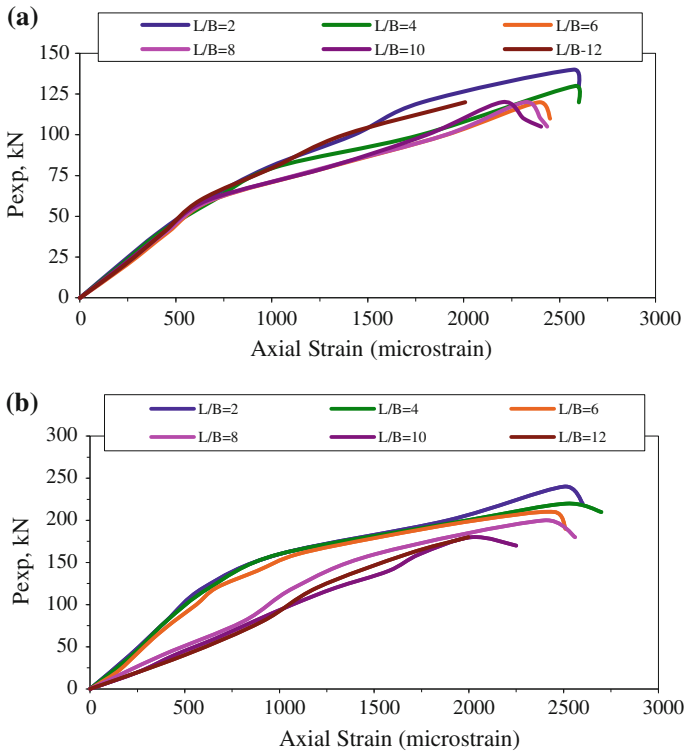 (a)
L/B=2 L/B=4 L/B=6
L/B=8 L/B=10 L/B-12
150
125
100
75
50
25
0
Pexp, kN
0 500 1000 1500 2000 2500 3000
Axial Strain (microstrain)
(b)
L/B=2 L/B=4 L/B=6
L/B=8 L/B=10 L/B=12
300
250
200
150
100
50
0
Pexp, kN
0 500 1000 1500 2000 2500 3000
Axial Strain (microstrain)